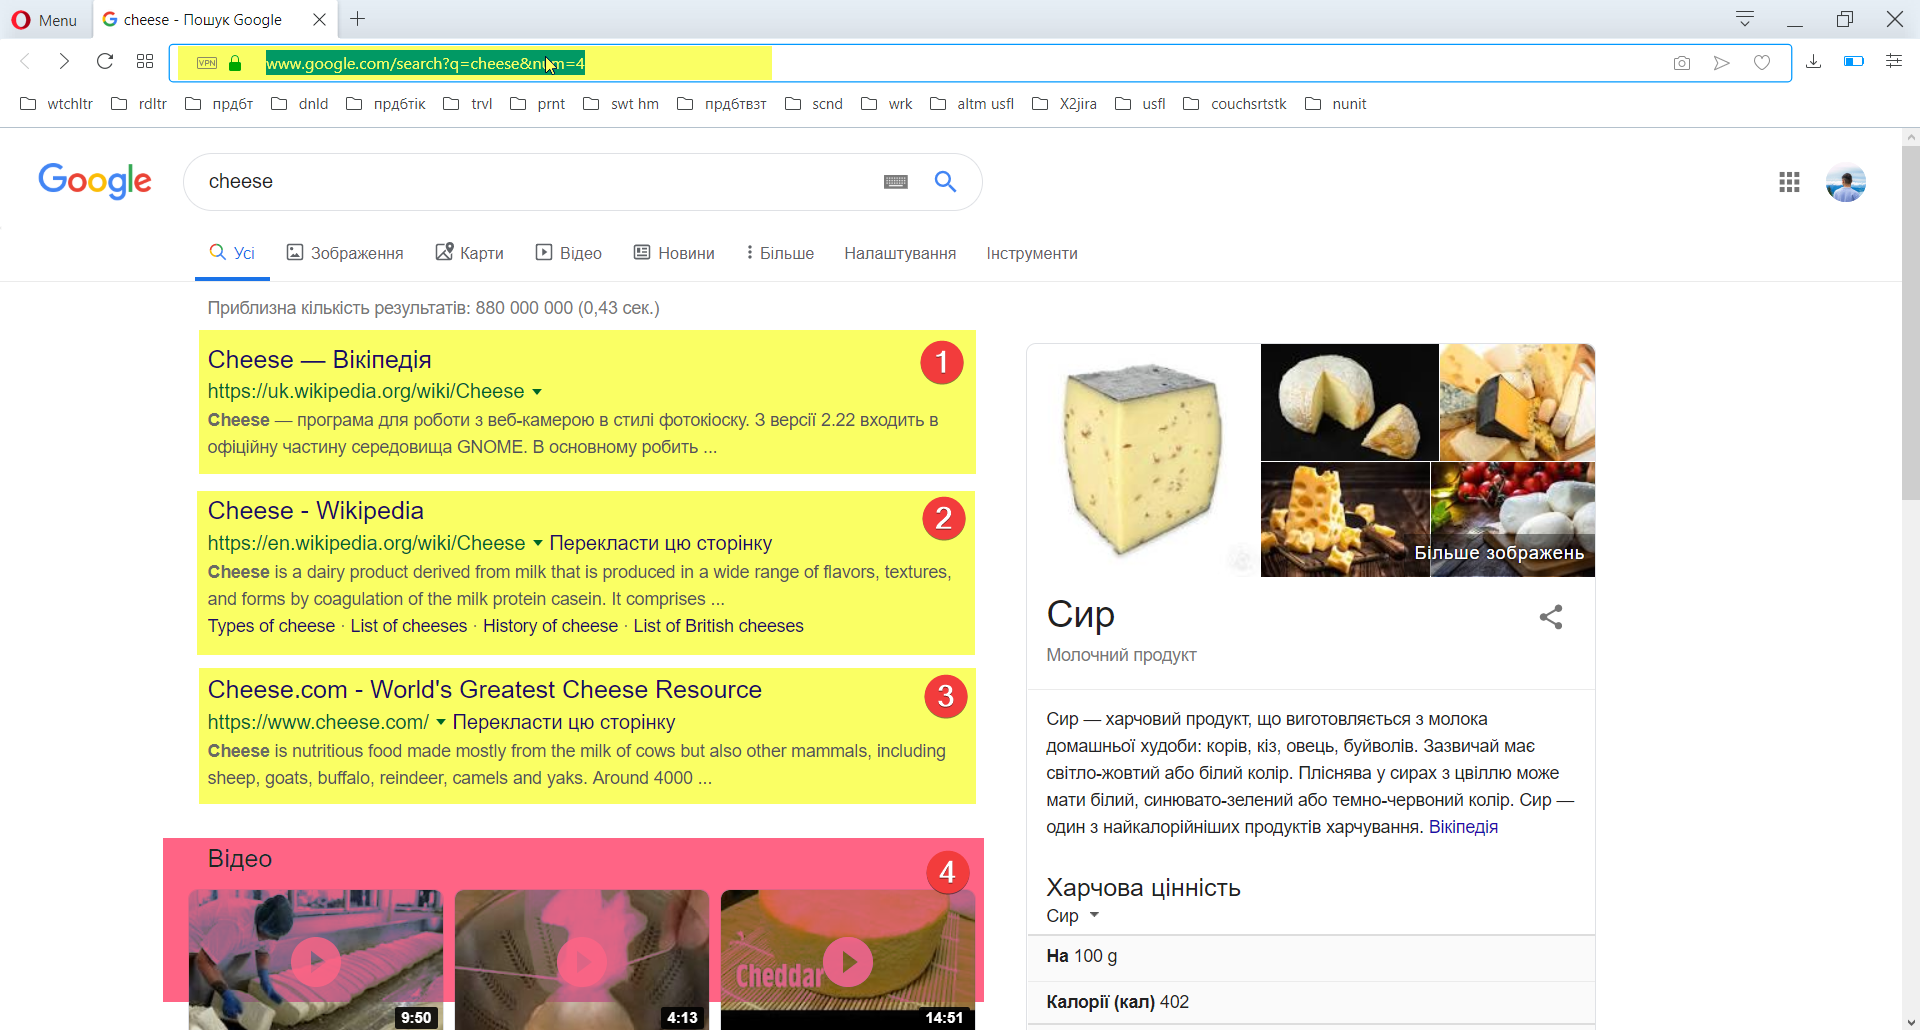 Menu
cheese - Пошук Google
VPN
www.google.com/search?q=cheese&num=4
wtchltr
rdltr
прдбт
dnld
прдбтік
trvl
prnt
swt hm
прдбтвзт
scnd
wrk
altm usfl
X2jira
usfl
couchsrtstk
nunit
Google
cheese
Усі
Зображення
Карти
Відео
Новини
Більше
Налаштування
Інструменти
Приблизна кількість результатів: 880 000 000 (0,43 сек.)
Cheese — Вікіпедія
1
https://uk.wikipedia.org/wiki/Cheese
Cheese — програма для роботи з веб-камерою в стилі фотокіоску. З версії 2.22 входить в
офіційну частину середовища GNOME. В основному робить ...
Cheese - Wikipedia
2
https://en.wikipedia.org/wiki/Cheese Перекласти цю сторінку
Cheese is a dairy product derived from milk that is produced in a wide range of flavors, textures,
and forms by coagulation of the milk protein casein. It comprises ...
Types of cheese · List of cheeses · History of cheese · List of British cheeses
Cheese.com - World's Greatest Cheese Resource
3
https://www.cheese.com/ Перекласти цю сторінку
Cheese is nutritious food made mostly from the milk of cows but also other mammals, including
sheep, goats, buffalo, reindeer, camels and yaks. Around 4000 ...
Відео
4
9:50
4:13
Cheddar
14:51
Більше зображень
Сир
Молочний продукт
Сир — харчовий продукт, що виготовляється з молока
домашньої худоби: корів, кіз, овець, буйволів. Зазвичай має
світло-жовтий або білий колір. Пліснява у сирах з цвіллю може
мати білий, синювато-зелений або темно-червоний колір. Сир —
один з найкалорійніших продуктів харчування. Вікіпедія
Харчова цінність
Сир
На 100 g
Калорії (кал) 402